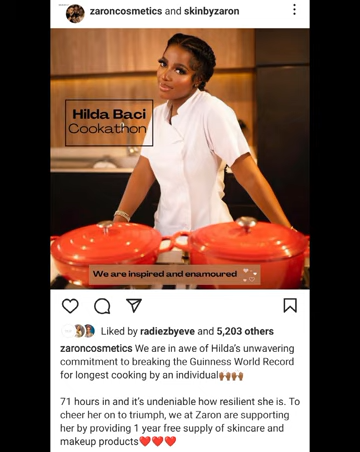 zaroncosmetics and skinbyzaron
Hilda Baci
Cookathon
We are inspired and enamoured
Liked by radiezbyeve and 5,203 others
zaroncosmetics We are in awe of Hilda's unwavering
commitment to breaking the Guinness World Record
for longest cooking by an individual🙌🏾🙌🏾
71 hours in and it's undeniable how resilient she is. To
cheer her on to triumph, we at Zaron are supporting
her by providing 1 year free supply of skincare and
makeup products❤️❤️❤️